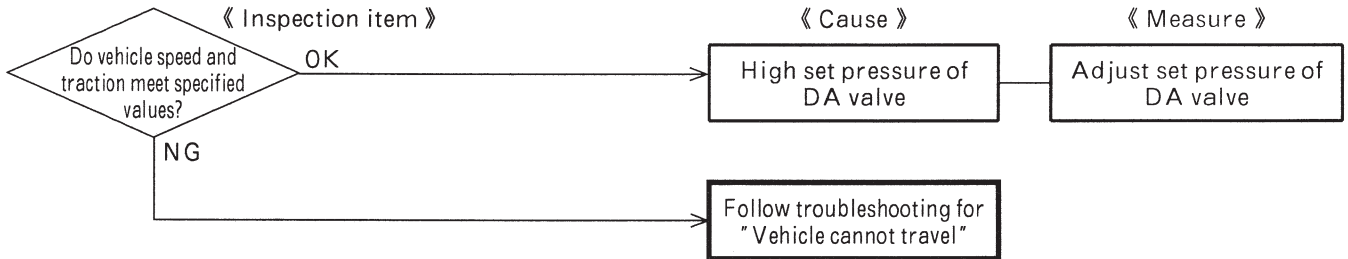 《 Inspection item 》
《 Cause 》
《 Measure 》
Do vehicle speed and
traction meet specified
values?
OK
High set pressure of
DA valve
Adjust set pressure of
DA valve
NG
Follow troubleshooting for
"Vehicle cannot travel"